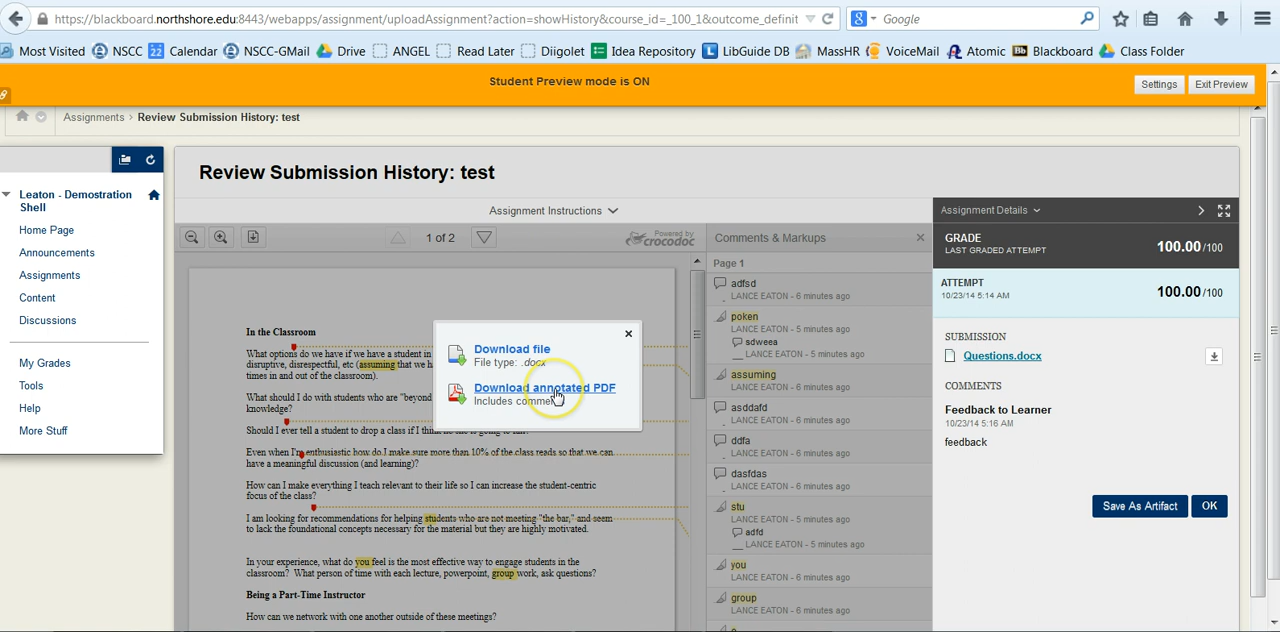 https://blackboard.northshore.edu:8443/webapps/assignment/uploadAssignment?action=showHistory&course_id=_100_1&outcome_definit
Google
Most Visited NSCC Calendar NSCC-GMail Drive ANGEL Read Later Diigolet Idea Repository LibGuide DB MassHR VoiceMail Atomic Blackboard Class Folder
Student Preview mode is ON
Settings Exit Preview
Assignments > Review Submission History: test
Leaton - Demostration
Shell
Home Page
Announcements
Assignments
Content
Discussions
My Grades
Tools
Help
More Stuff
Review Submission History: test
Assignment Instructions
1 of 2
Powered by
crocodoc
In the Classroom
What options do we have if we have a student in
disruptive, disrespectful, etc (assuming that we
times in and out of the classroom).
What should I do with students who are "beyond
knowledge?
Should I ever tell a student to drop a class if I
Even when I'm enthusiastic how do I make sure more than 10% of the class reads so that we can
have a meaningful discussion (and learning)?
How can I make everything I teach relevant to their life so I can increase the student-centric
focus of the class?
I am looking for recommendations for helping students who are not meeting "the bar," and seem
to lack the foundational concepts necessary for the material but they are highly motivated.
In your experience, what do you feel is the most effective way to engage students in the
classroom? What person of time with each lecture, powerpoint, group work, ask questions?
Being a Part-Time Instructor
How can we network with one another outside of these meetings?
Download file
File type: .docx
Download annotated PDF
Includes
Comments & Markups
Page 1
adfsd
LANCE EATON - 6 minutes ago
poken
LANCE EATON - 6 minutes ago
sdweea
LANCE EATON - 5 minutes ago
assuming
LANCE EATON - 6 minutes ago
asddafd
LANCE EATON - 6 minutes ago
ddfa
LANCE EATON - 6 minutes ago
dasfdas
LANCE EATON - 6 minutes ago
stu
LANCE EATON - 5 minutes ago
adfd
LANCE EATON - 5 minutes ago
you
LANCE EATON - 6 minutes ago
group
LANCE EATON - 6 minutes ago
Assignment Details
GRADE
LAST GRADED ATTEMPT
100.00 /100
ATTEMPT
10/23/14 5:14 AM
100.00 /100
SUBMISSION
Questions.docx
COMMENTS
Feedback to Learner
10/23/14 5:16 AM
feedback
Save As Artifact OK